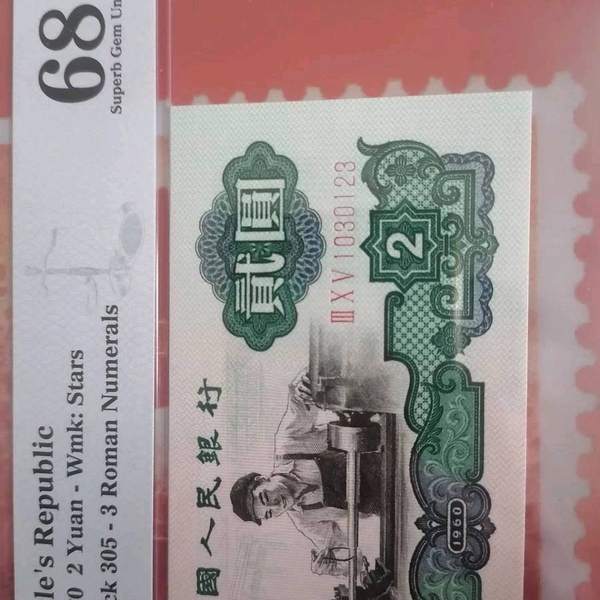 68
Superb Gem Un
le's Republic
0 2 Yuan - Wmk: Stars
ck 305 - 3 Roman Numerals
國人民銀行
貳圓
III X V 1030123
2
1960